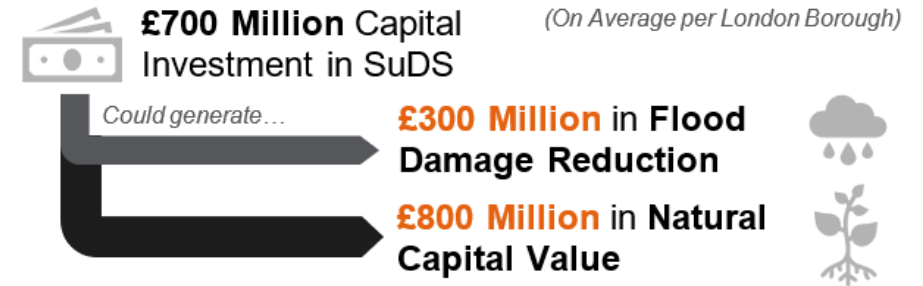 £700 Million Capital
Investment in SuDS
(On Average per London Borough)
Could generate…
£300 Million in Flood
Damage Reduction
£800 Million in Natural
Capital Value